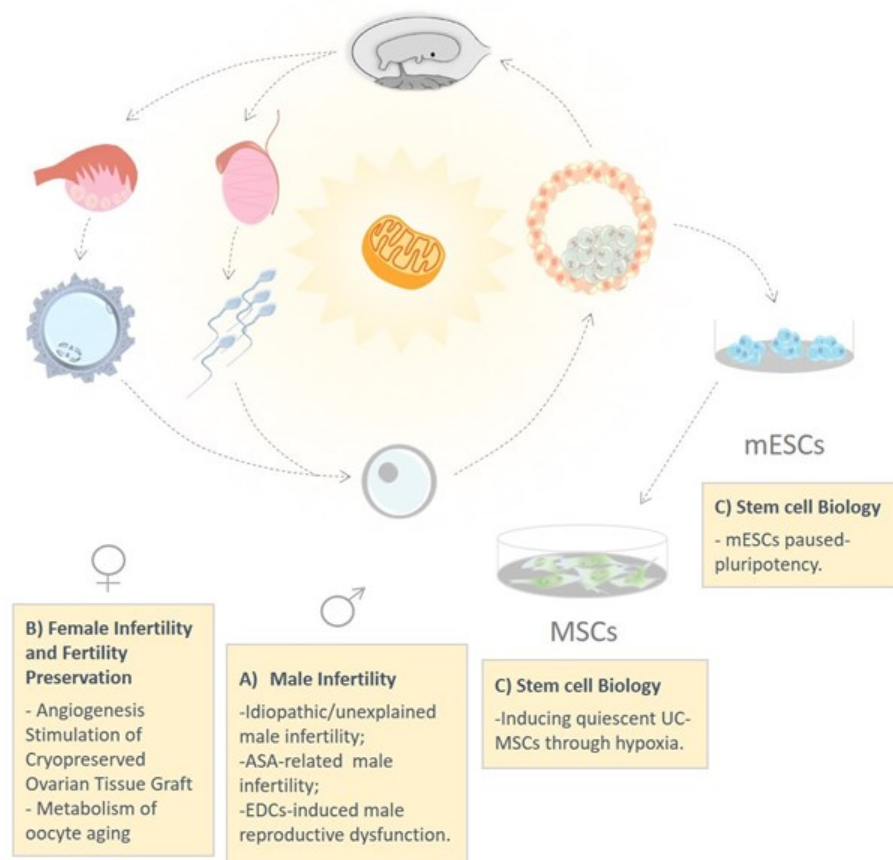 mESCs
C) Stem cell Biology
- mESCs paused-
pluripotency.
MSCs
C) Stem cell Biology
-Inducing quiescent UC-
MSCs through hypoxia.
B) Female Infertility
and Fertility
Preservation
- Angiogenesis
Stimulation of
Cryopreserved
Ovarian Tissue Graft
- Metabolism of
oocyte aging
A) Male Infertility
-Idiopathic/unexplained
male infertility;
-ASA-related male
infertility;
-EDCs-induced male
reproductive dysfunction.